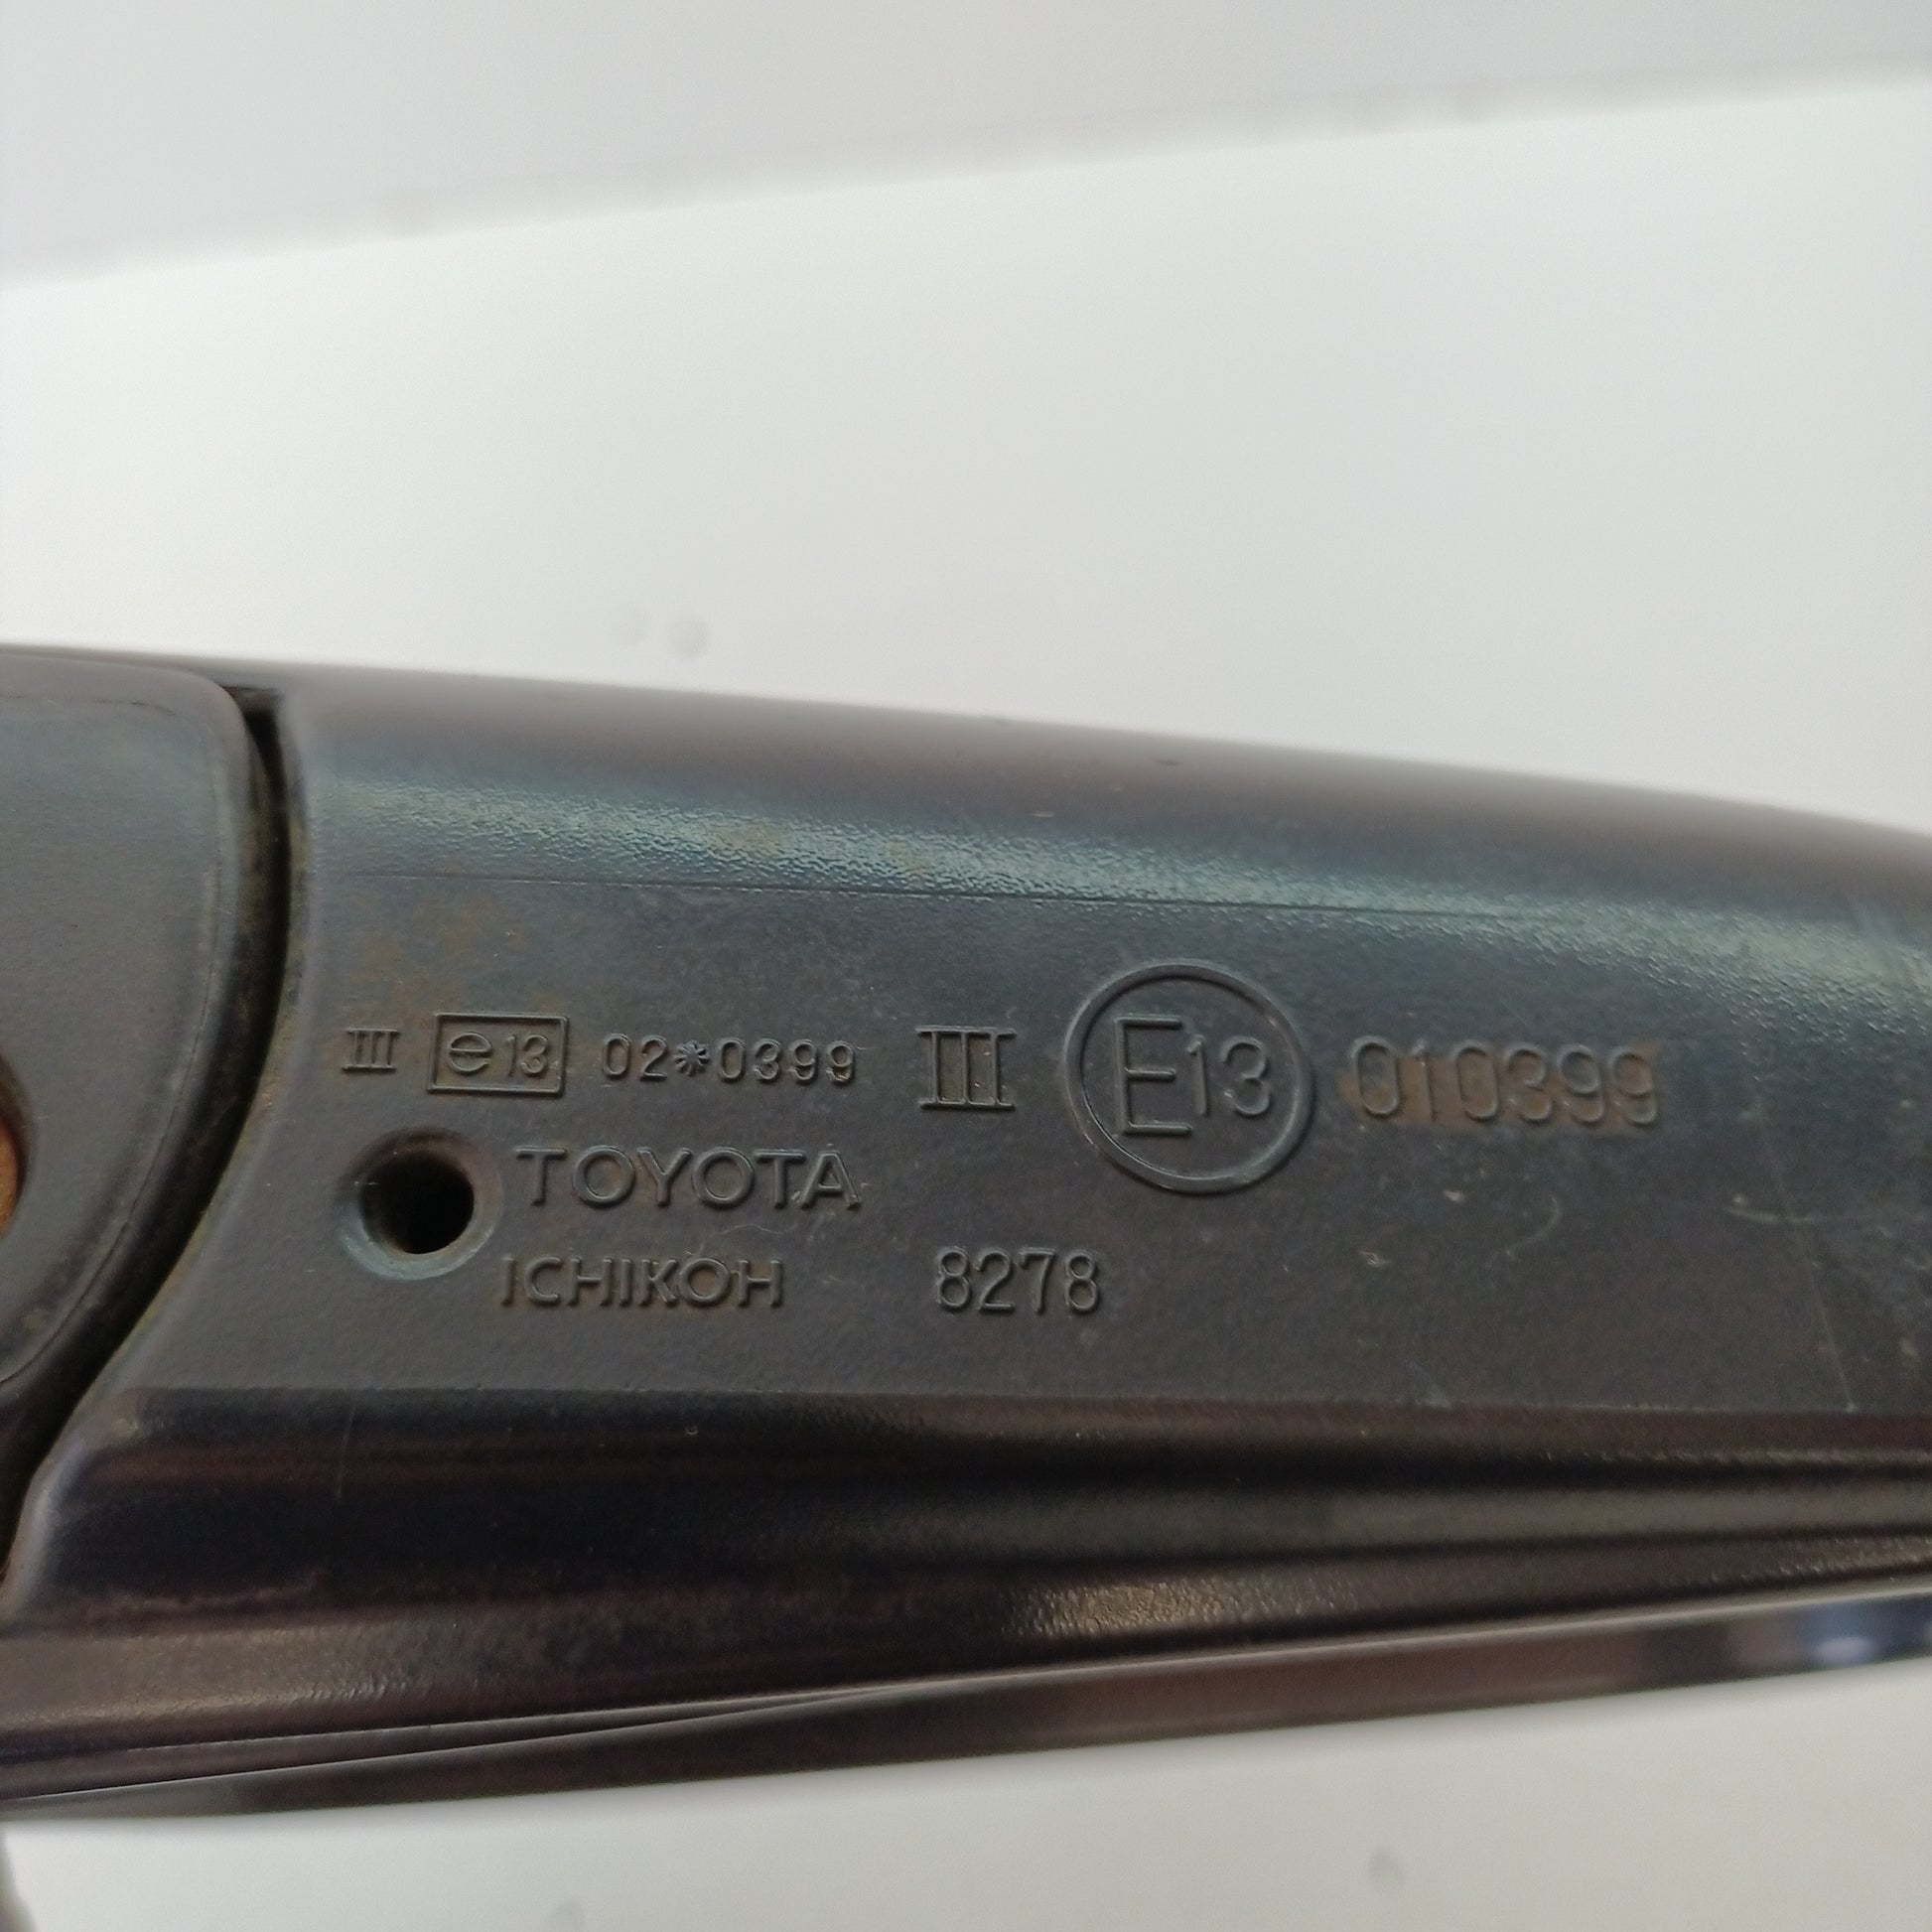 III e13 02*0399 III E13 010399
TOYOTA
ICHIKOH 8278